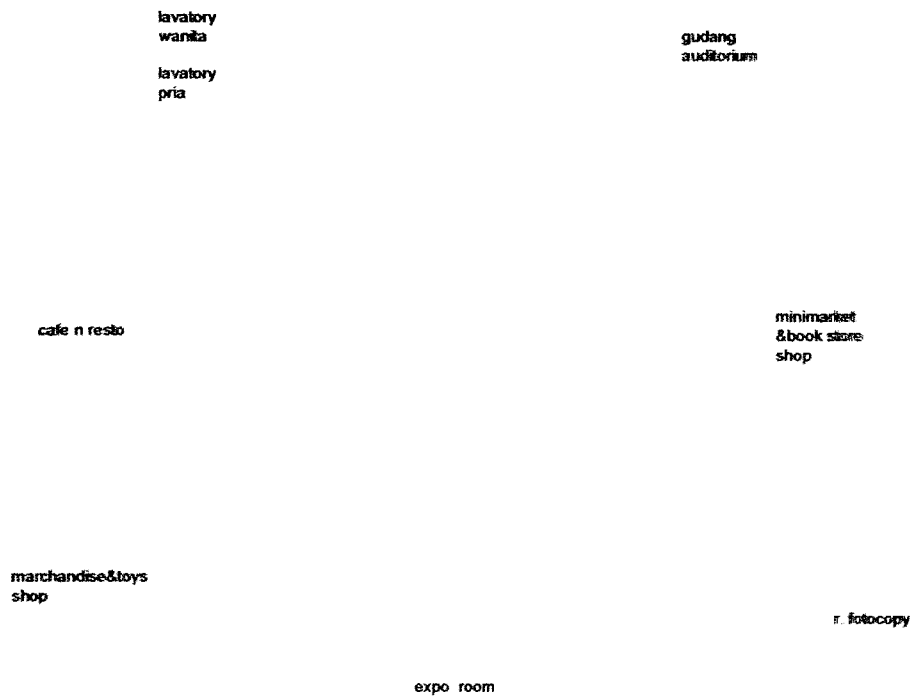 lavatory
wanita
gudang
auditorium
lavatory
pria
cafe n resto
minimarket
&book store
shop
marchandise&toys
shop
r. fotocopy
expo room